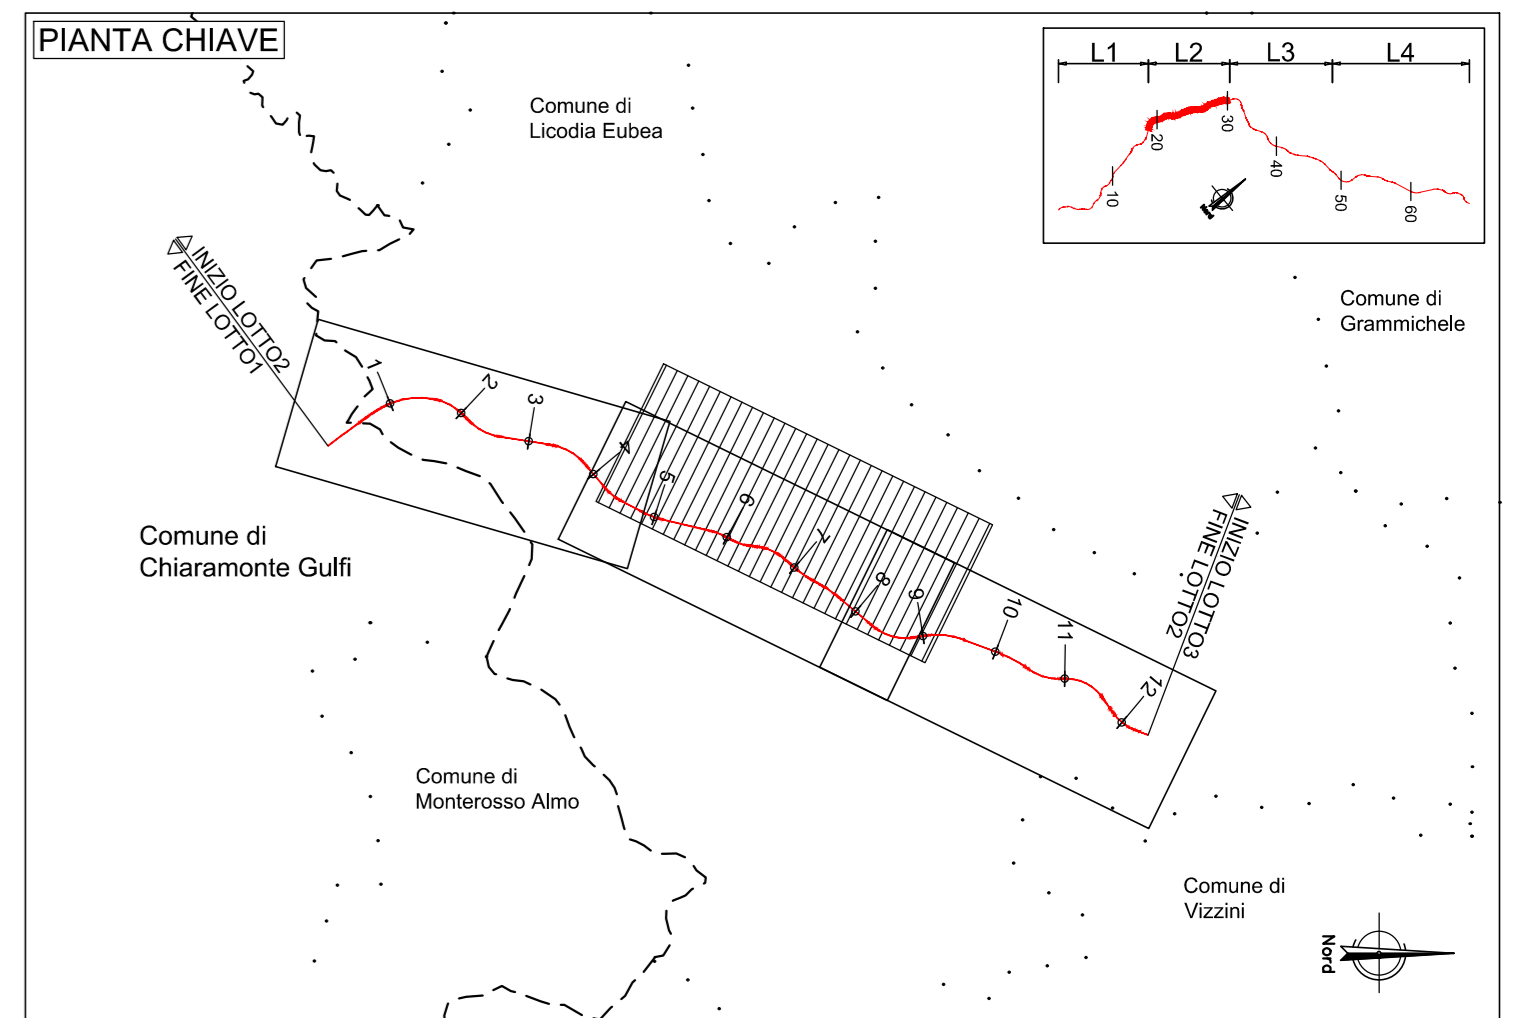 PIANTA CHIAVE
L1 L2 L3 L4
10 20 30 40 50 60
Nord
Comune di
Licodia Eubea
Comune di
Grammichele
INIZIO LOTTO2
FINE LOTTO1
1 2 3 4 5 6 7 8 9 10 11 12
INIZIO LOTTO3
FINE LOTTO2
Comune di
Chiaramonte Gulfi
Comune di
Monterosso Almo
Comune di
Vizzini
Nord